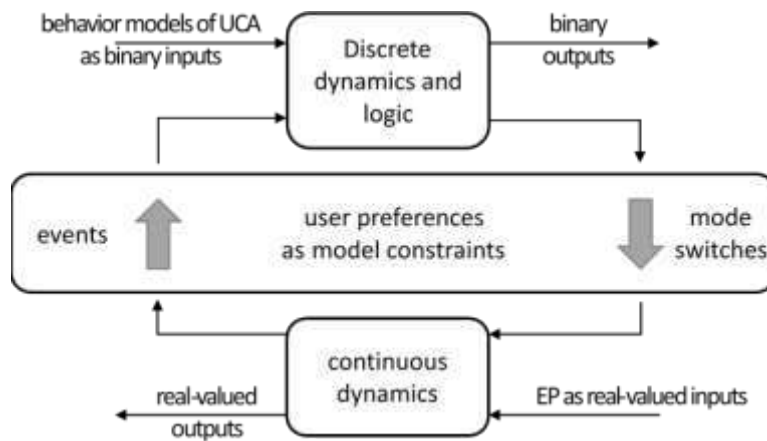 behavior models of UCA
as binary inputs
Discrete
dynamics and
logic
binary
outputs
events
user preferences
as model constraints
mode
switches
continuous
dynamics
real-valued
outputs
EP as real-valued inputs